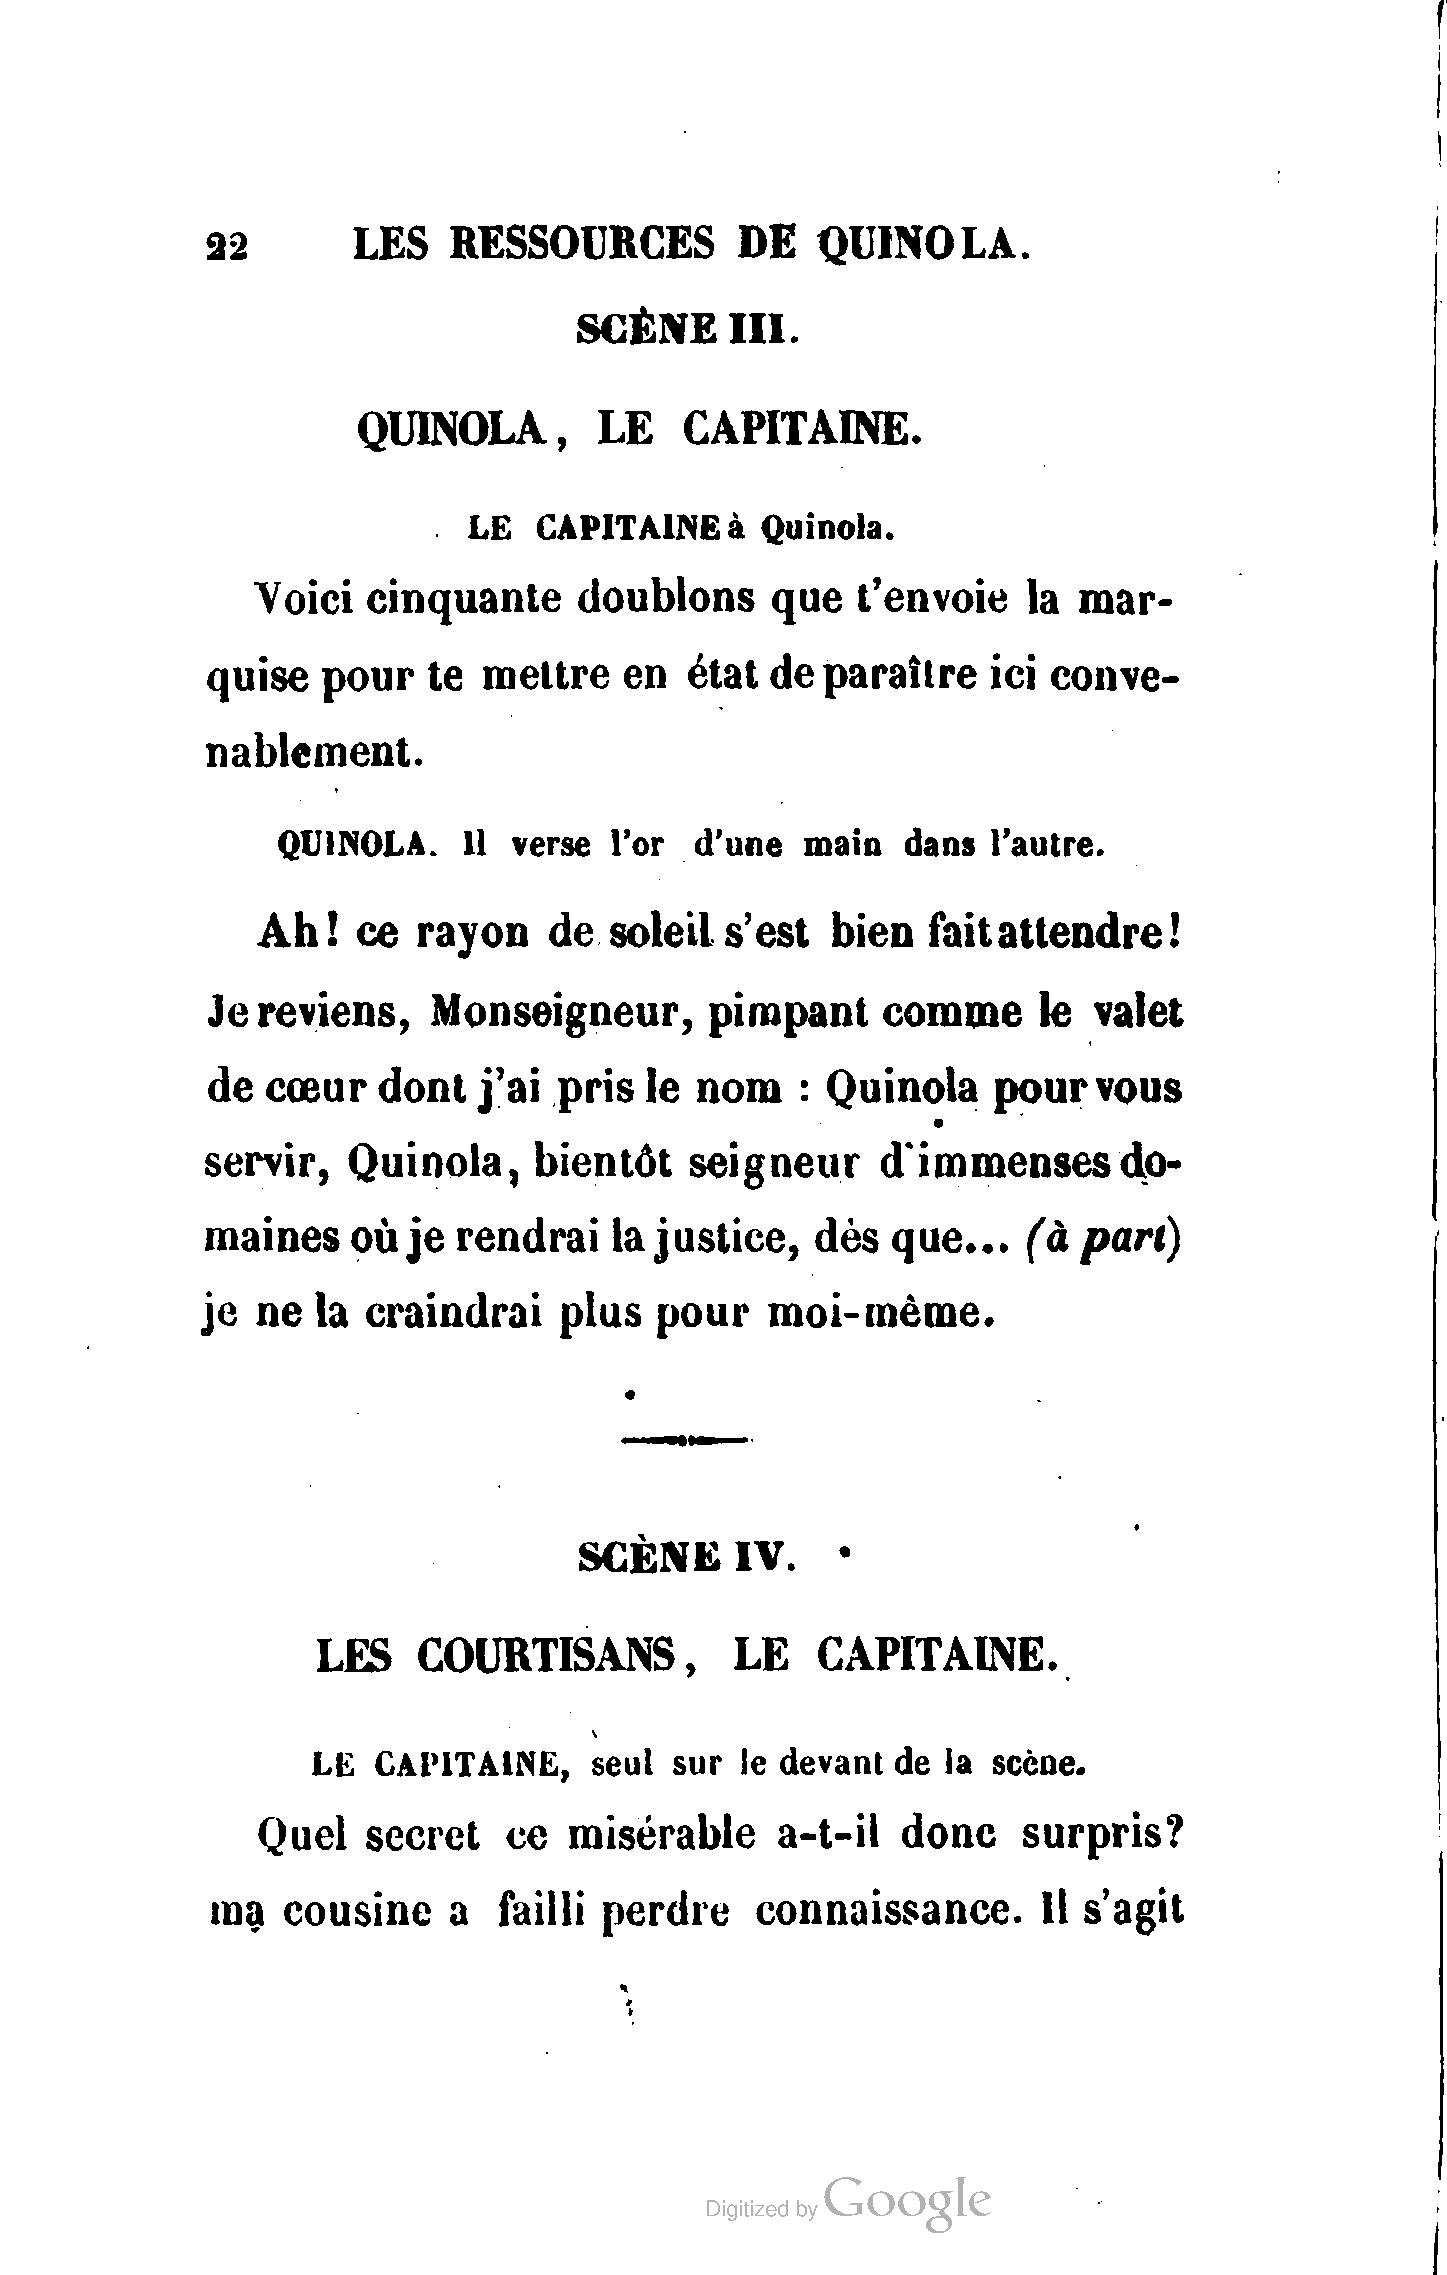 22 LES RESSOURCES DE QUINOLA.
SCÈNE III.
QUINOLA, LE CAPITAINE.
LE CAPITAINE à Quinola.
Voici cinquante doublons que t'envoie la mar-
quise pour te mettre en état de paraître ici conve-
nablement.
QUINOLA. Il verse l'or d'une main dans l'autre.
Ah! ce rayon de soleil s'est bien fait attendre!
Je reviens, Monseigneur, pimpant comme le valet
de cœur dont j'ai pris le nom : Quinola pour vous
servir, Quinola, bientôt seigneur d'immenses do-
maines où je rendrai la justice, dès que... (à part)
je ne la craindrai plus pour moi-même.
SCÈNE IV.
LES COURTISANS, LE CAPITAINE.
LE CAPITAINE, seul sur le devant de la scène.
Quel secret ce misérable a-t-il donc surpris?
ma cousine a failli perdre connaissance. Il s'agit
Digitized by Google